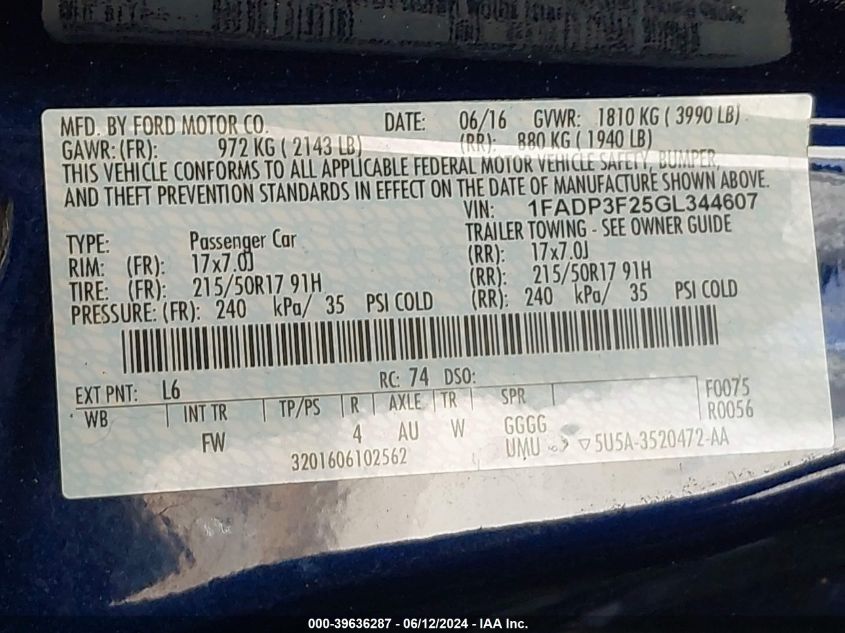 MFD. BY FORD MOTOR CO. DATE: 06/16 GVWR: 1810 KG ( 3990 LB)
GAWR: (FR): 972 KG ( 2143 LB) (RR): 880 KG ( 1940 LB)
THIS VEHICLE CONFORMS TO ALL APPLICABLE FEDERAL MOTOR VEHICLE SAFETY, BUMPER,
AND THEFT PREVENTION STANDARDS IN EFFECT ON THE DATE OF MANUFACTURE SHOWN ABOVE.
VIN: 1FADP3F25GL344607
TYPE: Passenger Car TRAILER TOWING - SEE OWNER GUIDE
RIM: (FR): 17x7.0J (RR): 17x7.0J
TIRE: (FR): 215/50R17 91H (RR): 215/50R17 91H
PRESSURE: (FR): 240 kPa/ 35 PSI COLD (RR): 240 kPa/ 35 PSI COLD
EXT PNT: L6 RC: 74 DSO:
WB INT TR TP/PS R AXLE TR SPR F0075
R0056
FW 4 AU W GGGG
3201606102562 UMU 5U5A-3520472-AA
000-39636287 - 06/12/2024 - IAA Inc.